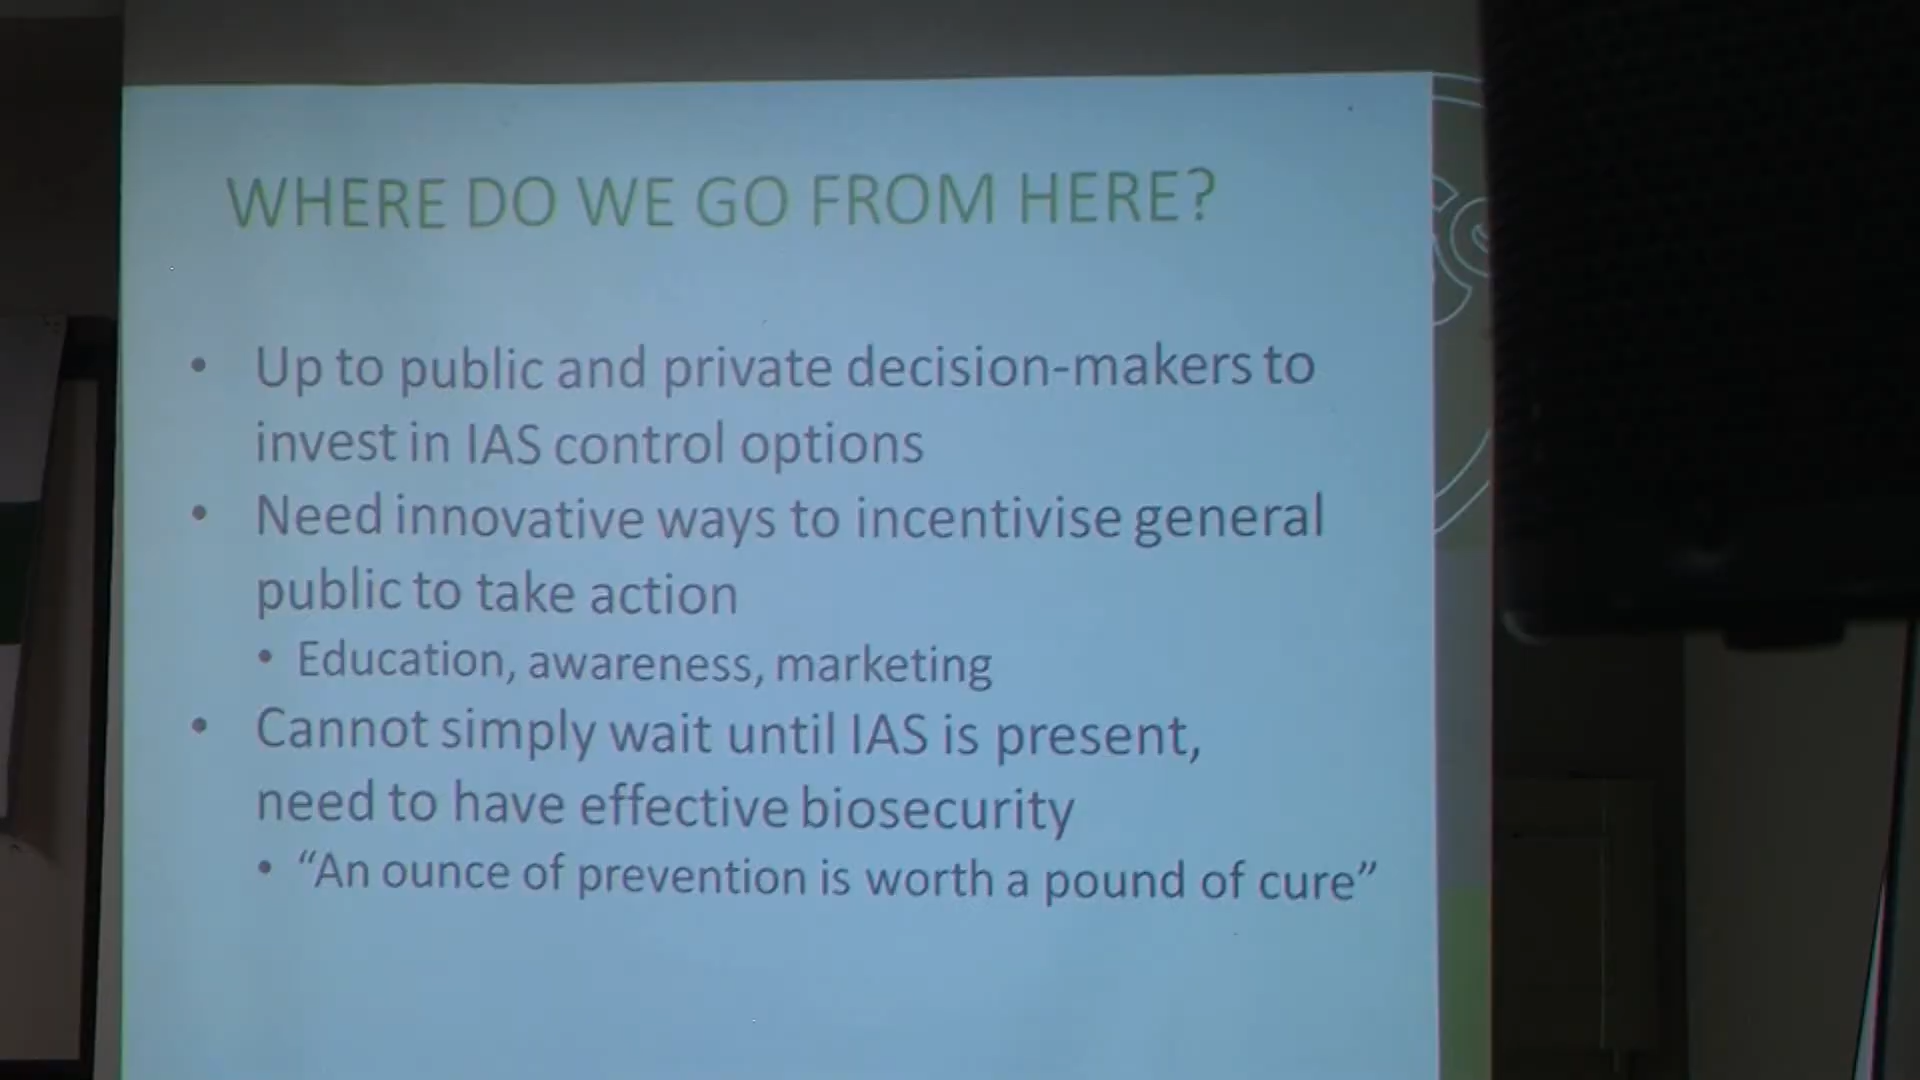 WHERE DO WE GO FROM HERE?
• Up to public and private decision-makers to
invest in IAS control options
• Need innovative ways to incentivise general
public to take action
• Education, awareness, marketing
• Cannot simply wait until IAS is present,
need to have effective biosecurity
• “An ounce of prevention is worth a pound of cure”